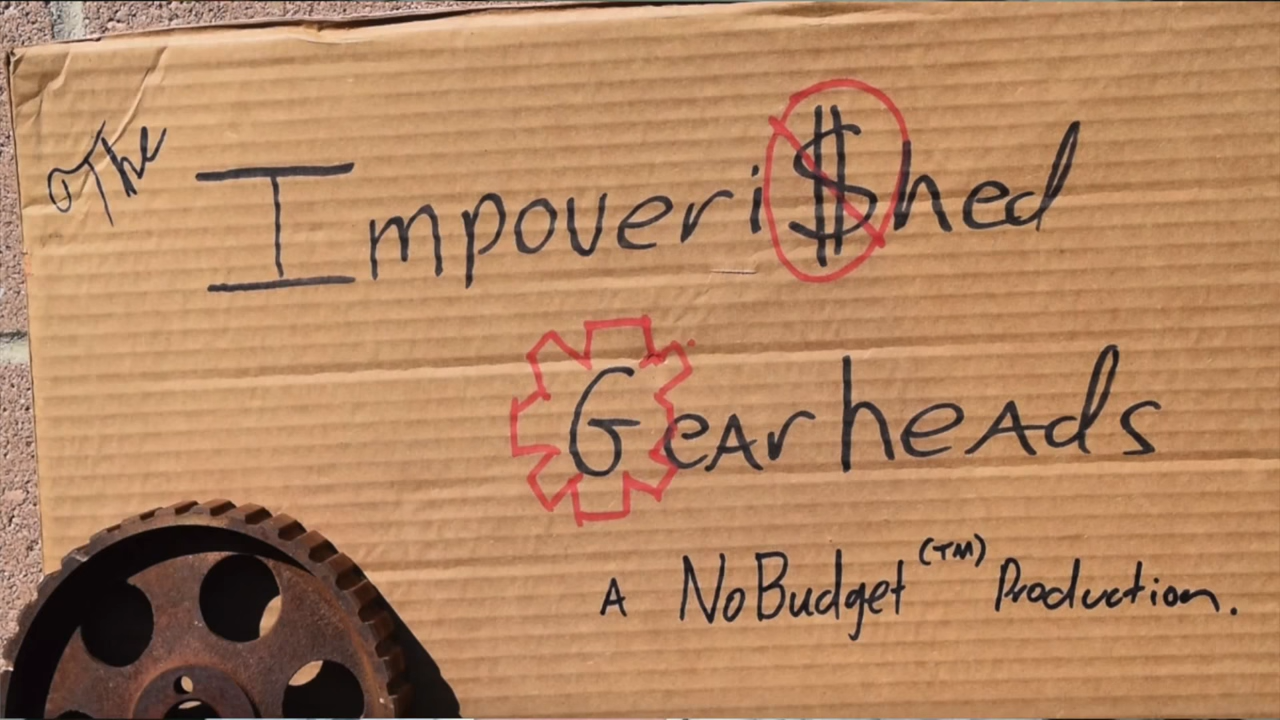 The
Impoveri$hed
Gearheads
A NoBudget (TM) Production.